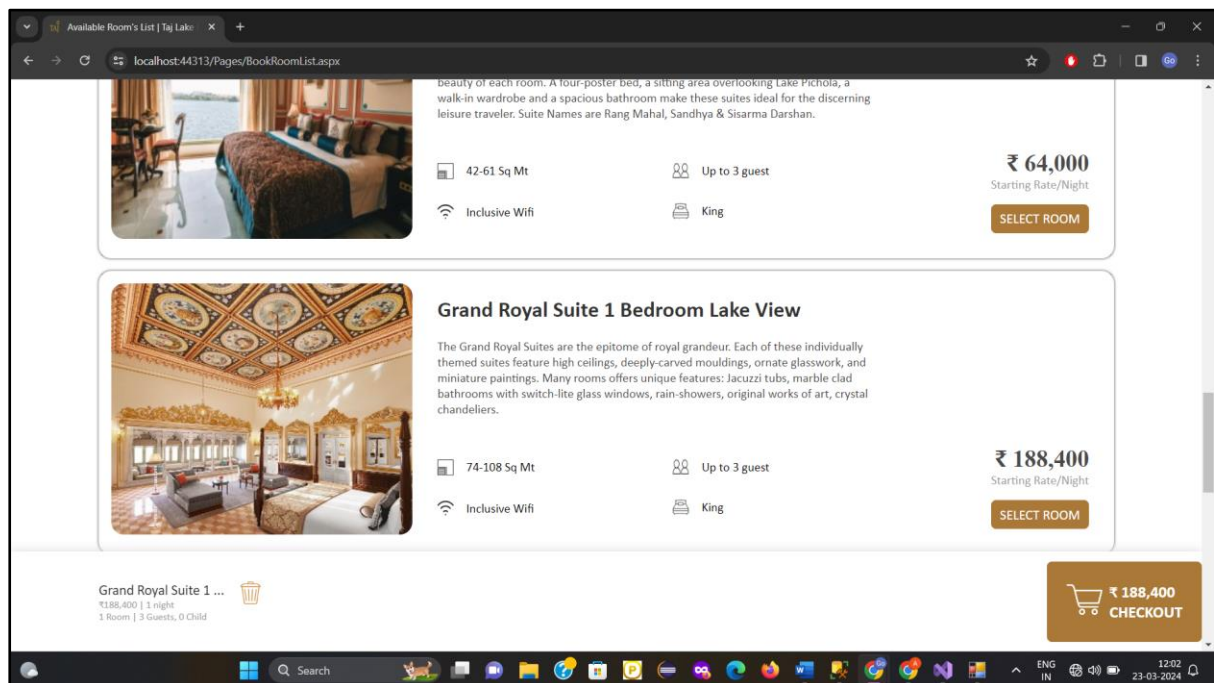 Available Room's List | Taj Lake
localhost:44313/Pages/BookRoomList.aspx
Go
beauty of each room. A four-poster bed, a sitting area overlooking Lake Pichola, a
walk-in wardrobe and a spacious bathroom make these suites ideal for the discerning
leisure traveler. Suite Names are Rang Mahal, Sandhya & Sisarma Darshan.
42-61 Sq Mt
Up to 3 guest
Inclusive Wifi
King
₹ 64,000
Starting Rate/Night
SELECT ROOM
Grand Royal Suite 1 Bedroom Lake View
The Grand Royal Suites are the epitome of royal grandeur. Each of these individually
themed suites feature high ceilings, deeply-carved mouldings, ornate glasswork, and
miniature paintings. Many rooms offers unique features: Jacuzzi tubs, marble clad
bathrooms with switch-lite glass windows, rain-showers, original works of art, crystal
chandeliers.
74-108 Sq Mt
Up to 3 guest
Inclusive Wifi
King
₹ 188,400
Starting Rate/Night
SELECT ROOM
Grand Royal Suite 1 ...
₹188,400 | 1 night
1 Room | 3 Guests, 0 Child
₹ 188,400
CHECKOUT
Search
ENG
IN
12:02
23-03-2024